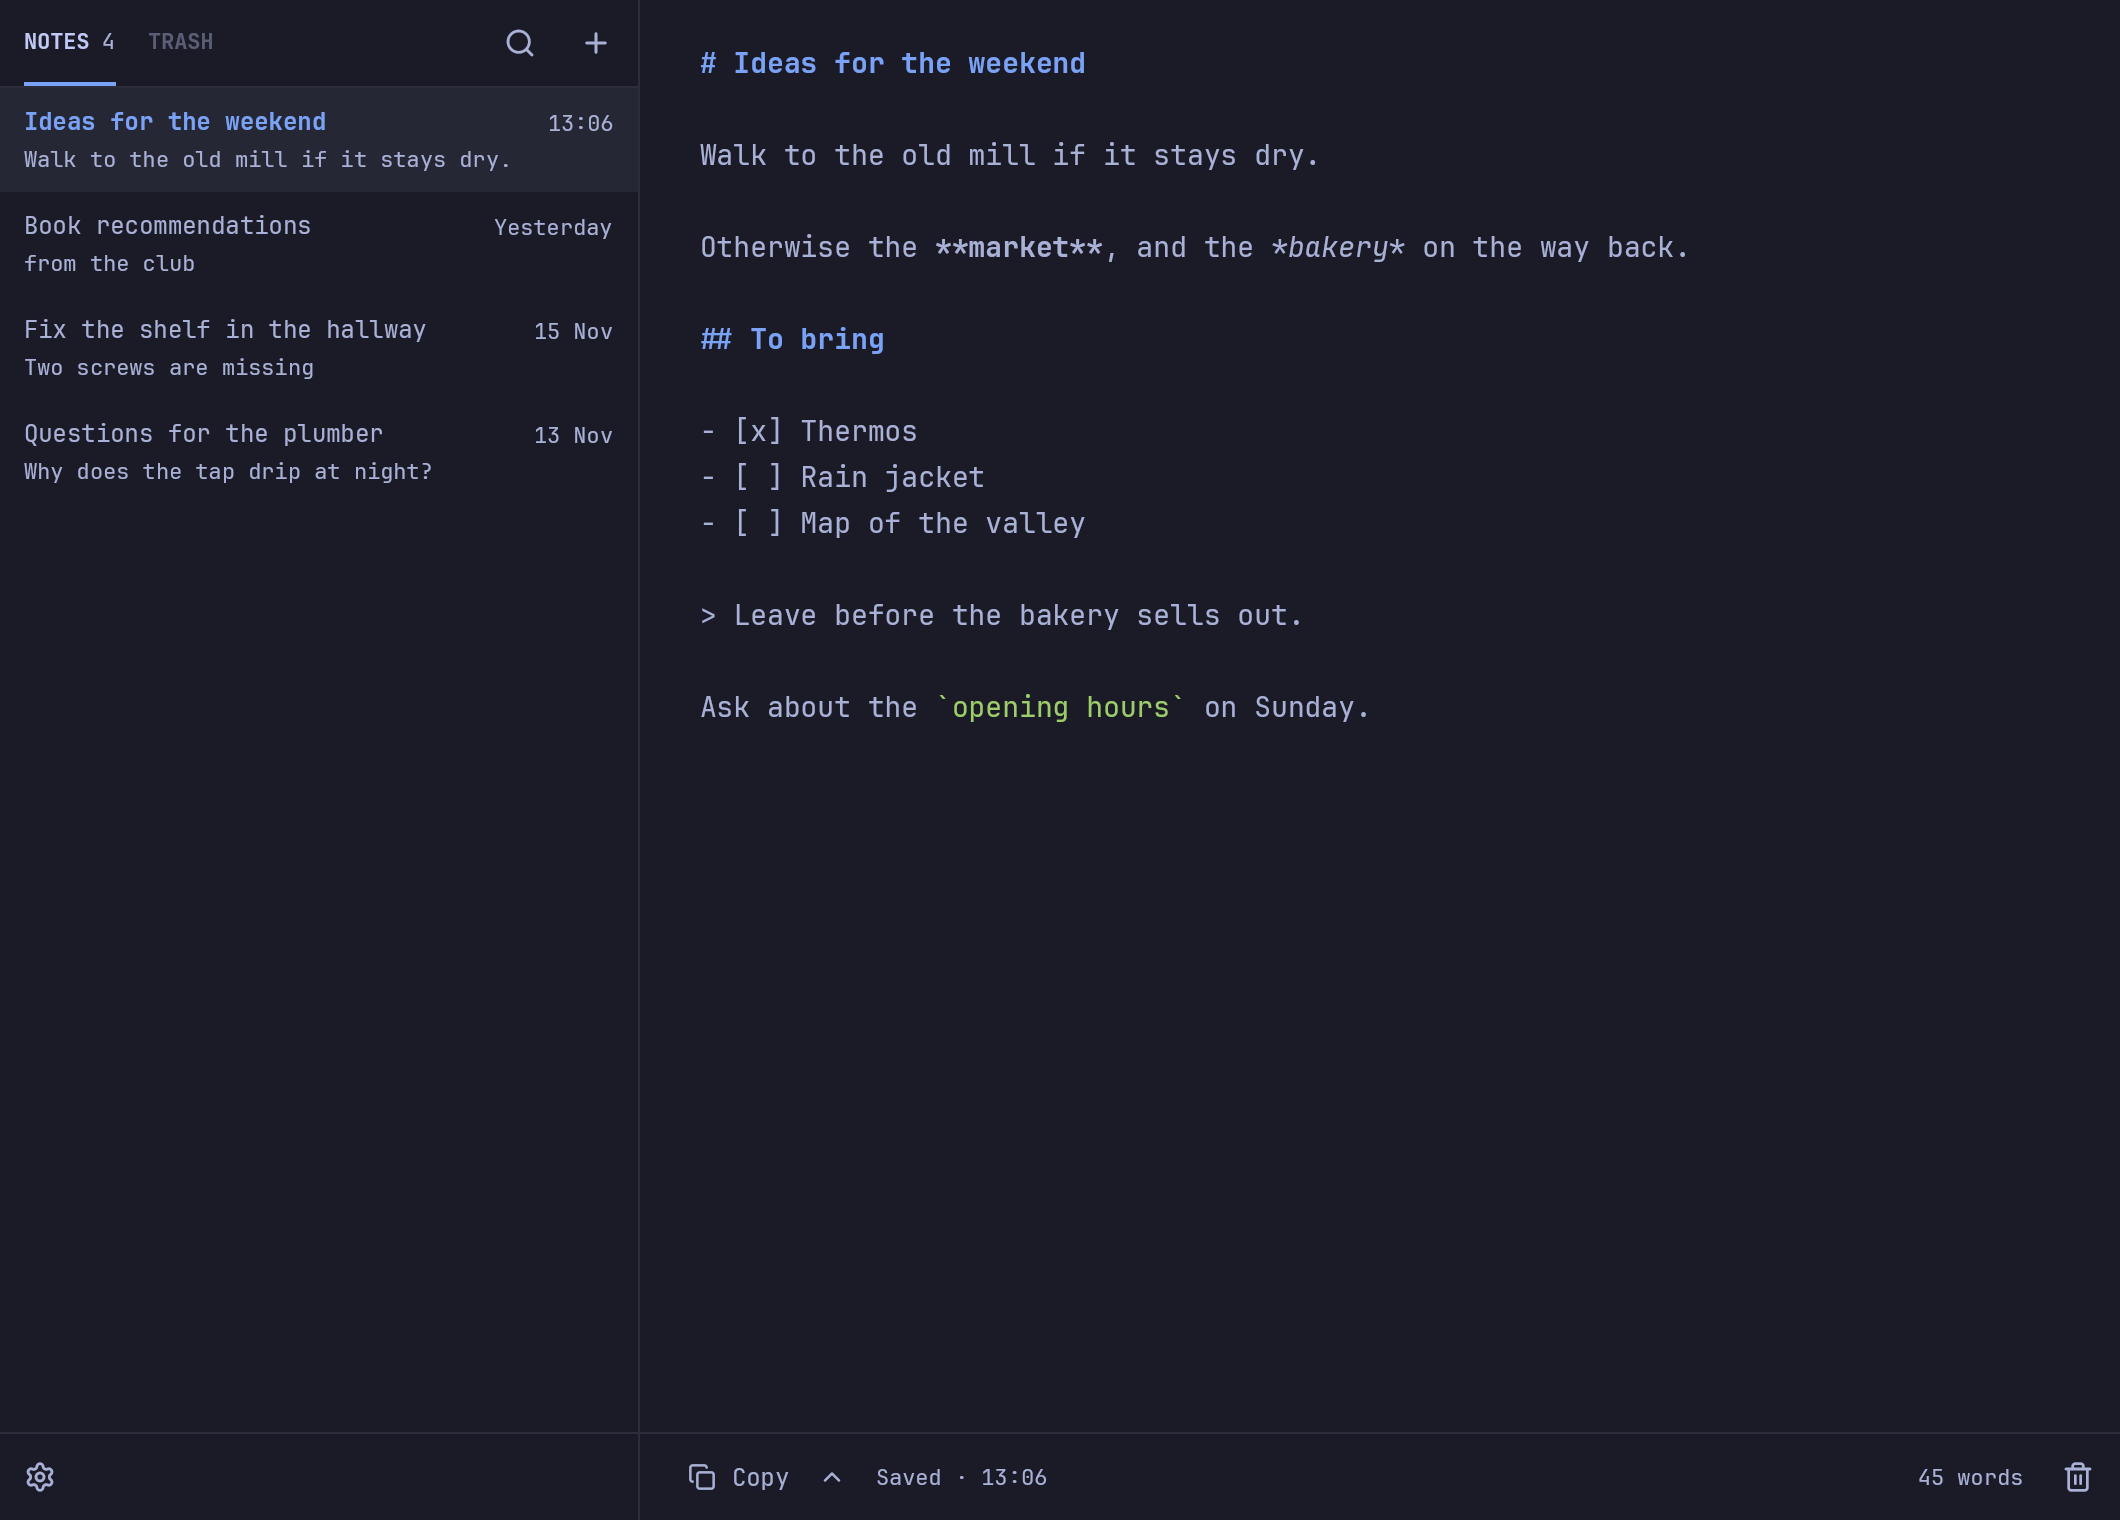 NOTES 4 TRASH
Ideas for the weekend 13:06
Walk to the old mill if it stays dry.
Book recommendations Yesterday
from the club
Fix the shelf in the hallway 15 Nov
Two screws are missing
Questions for the plumber 13 Nov
Why does the tap drip at night?
# Ideas for the weekend
Walk to the old mill if it stays dry.
Otherwise the **market**, and the *bakery* on the way back.
## To bring
- [x] Thermos
- [ ] Rain jacket
- [ ] Map of the valley
> Leave before the bakery sells out.
Ask about the `opening hours` on Sunday.
Copy Saved · 13:06 45 words